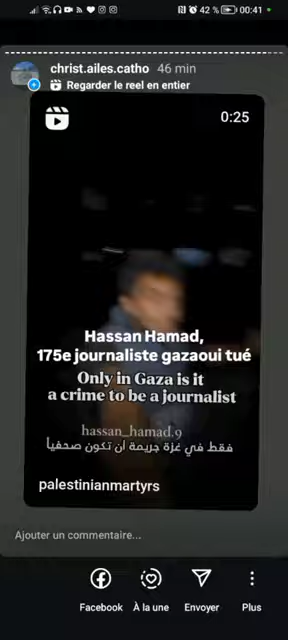 42 %
00:41
christ.ailes.catho 46 min
Regarder le reel en entier
0:25
Hassan Hamad,
175e journaliste gazaoui tué
Only in Gaza is it
a crime to be a journalist
hassan_hamad.9
فقط في غزة جريمة أن تكون صحفياً
palestinianmartyrs
Ajouter un commentaire...
Facebook
À la une
Envoyer
Plus